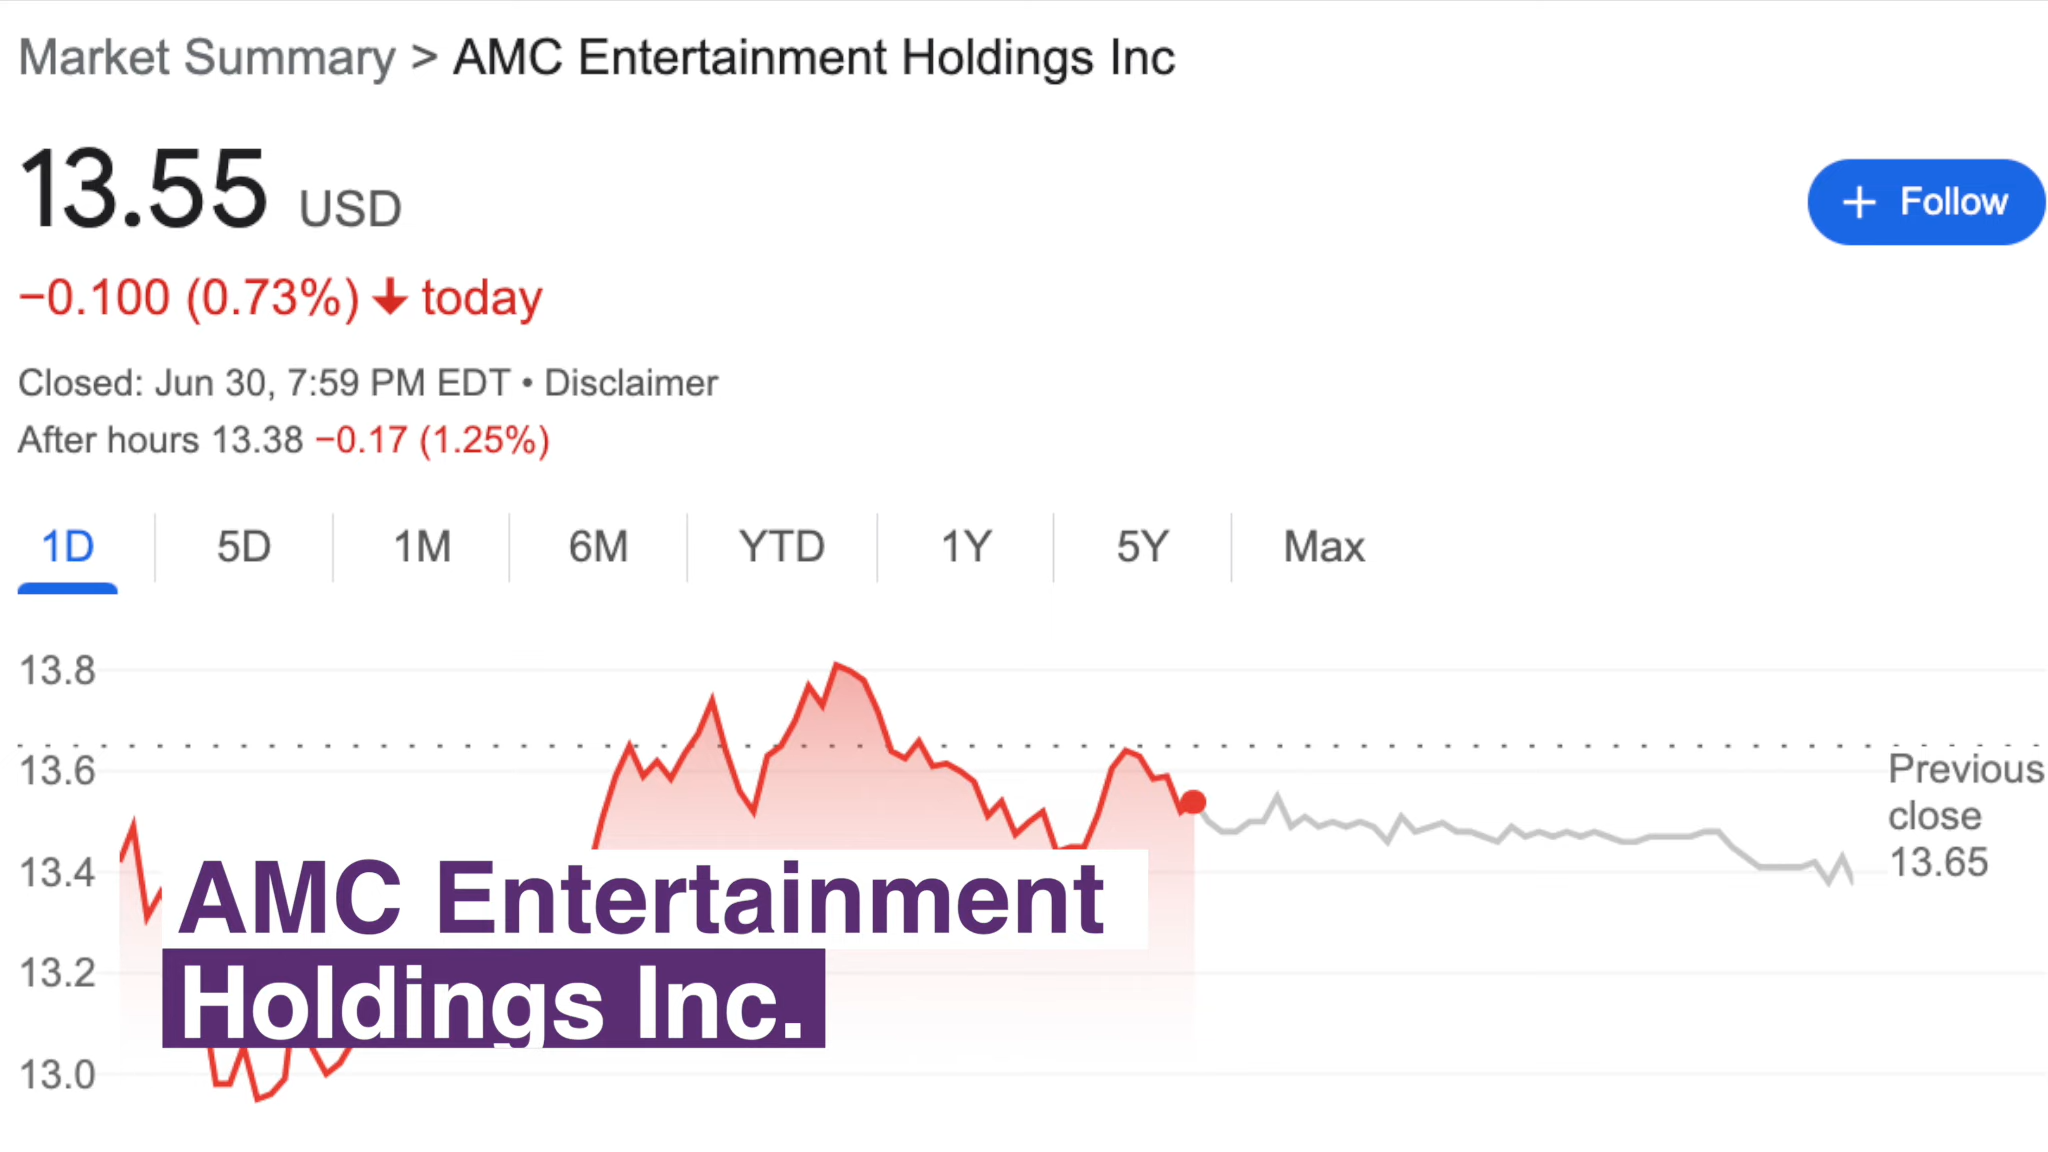 Market Summary > AMC Entertainment Holdings Inc
13.55 USD
+ Follow
−0.100 (0.73%) ↓ today
Closed: Jun 30, 7:59 PM EDT • Disclaimer
After hours 13.38 −0.17 (1.25%)
1D 5D 1M 6M YTD 1Y 5Y Max
13.8
13.6
13.4
13.2
13.0
Previous
close
13.65
AMC Entertainment
Holdings Inc.